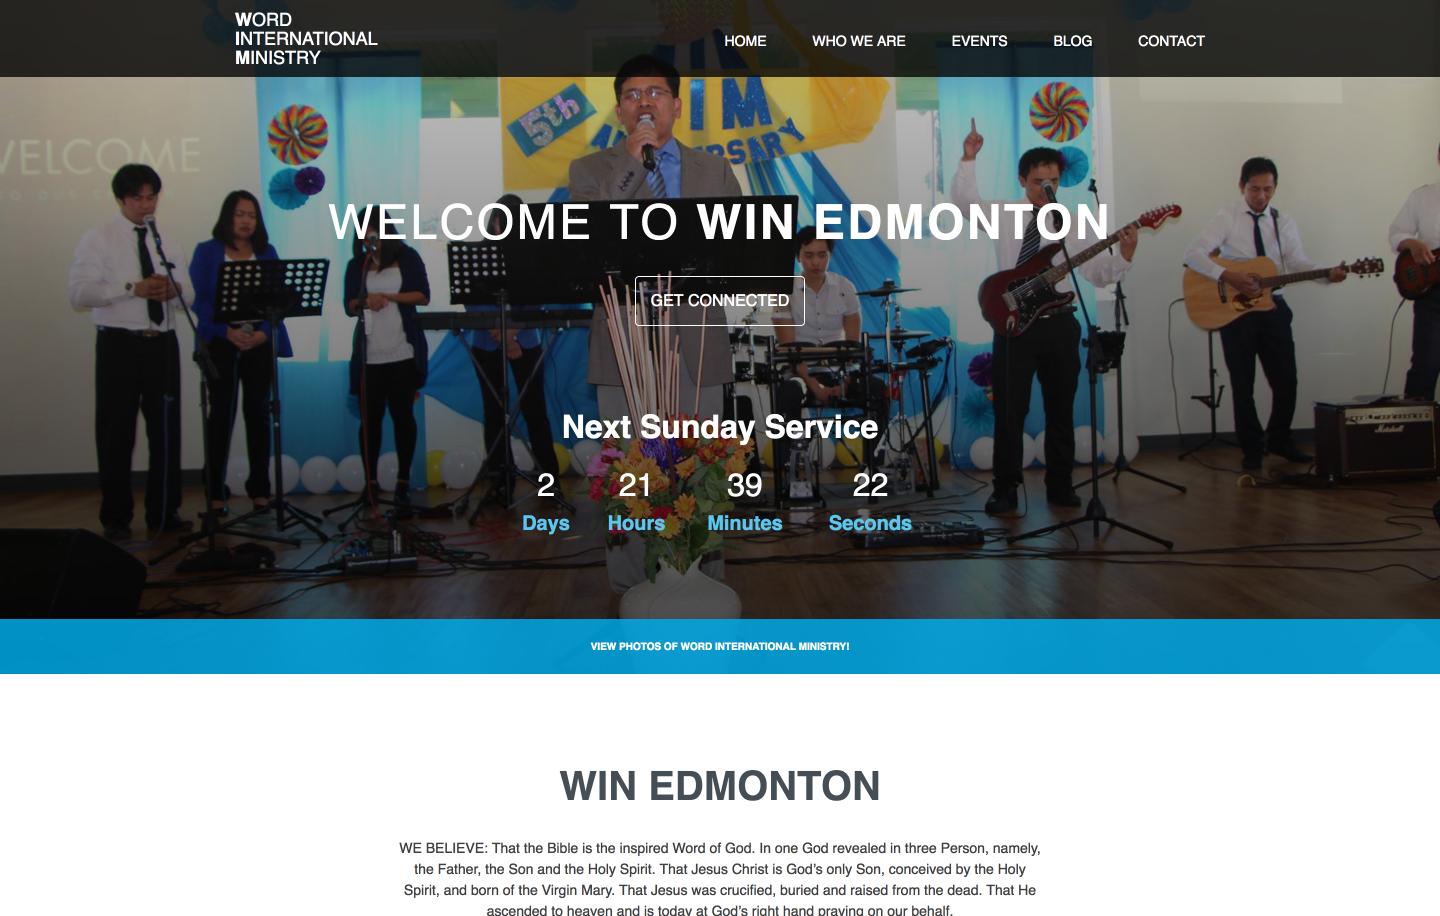 WORD
INTERNATIONAL
MINISTRY
HOME WHO WE ARE EVENTS BLOG CONTACT
5th
WELCOME
WELCOME TO WIN EDMONTON
GET CONNECTED
Next Sunday Service
2 21 39 22
Days Hours Minutes Seconds
Marshall
VIEW PHOTOS OF WORD INTERNATIONAL MINISTRY!
WIN EDMONTON
WE BELIEVE: That the Bible is the inspired Word of God. In one God revealed in three Person, namely,
the Father, the Son and the Holy Spirit. That Jesus Christ is God's only Son, conceived by the Holy
Spirit, and born of the Virgin Mary. That Jesus was crucified, buried and raised from the dead. That He
ascended to heaven and is today at God's right hand praying on our behalf.